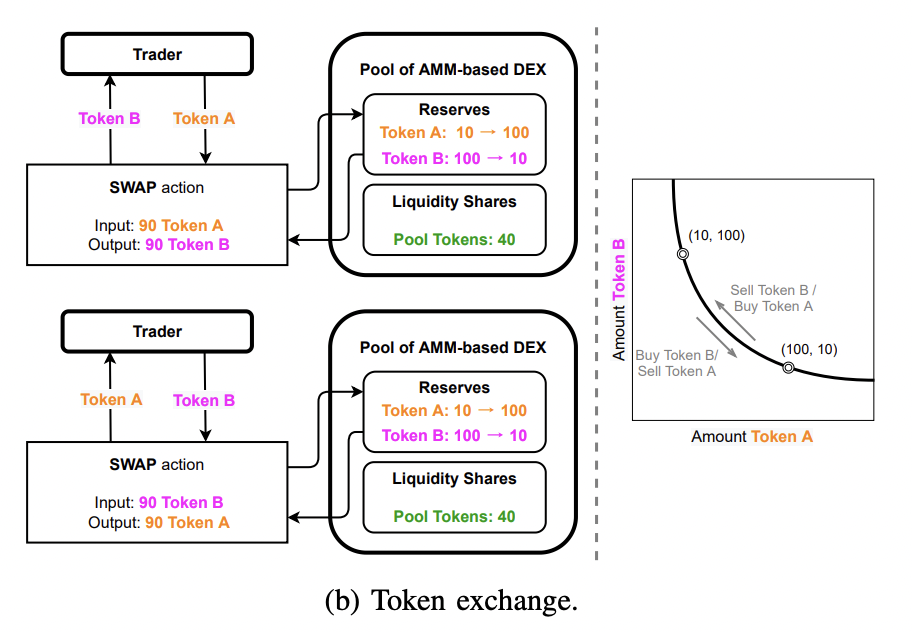 Trader
Token B
Token A
SWAP action
Input: 90 Token A
Output: 90 Token B
Pool of AMM-based DEX
Reserves
Token A: 10 → 100
Token B: 100 → 10
Liquidity Shares
Pool Tokens: 40
Trader
Token A
Token B
SWAP action
Input: 90 Token B
Output: 90 Token A
Pool of AMM-based DEX
Reserves
Token A: 10 → 100
Token B: 100 → 10
Liquidity Shares
Pool Tokens: 40
Amount Token B
(10, 100)
Sell Token B /
Buy Token A
(100, 10)
Buy Token B/
Sell Token A
Amount Token A
(b) Token exchange.